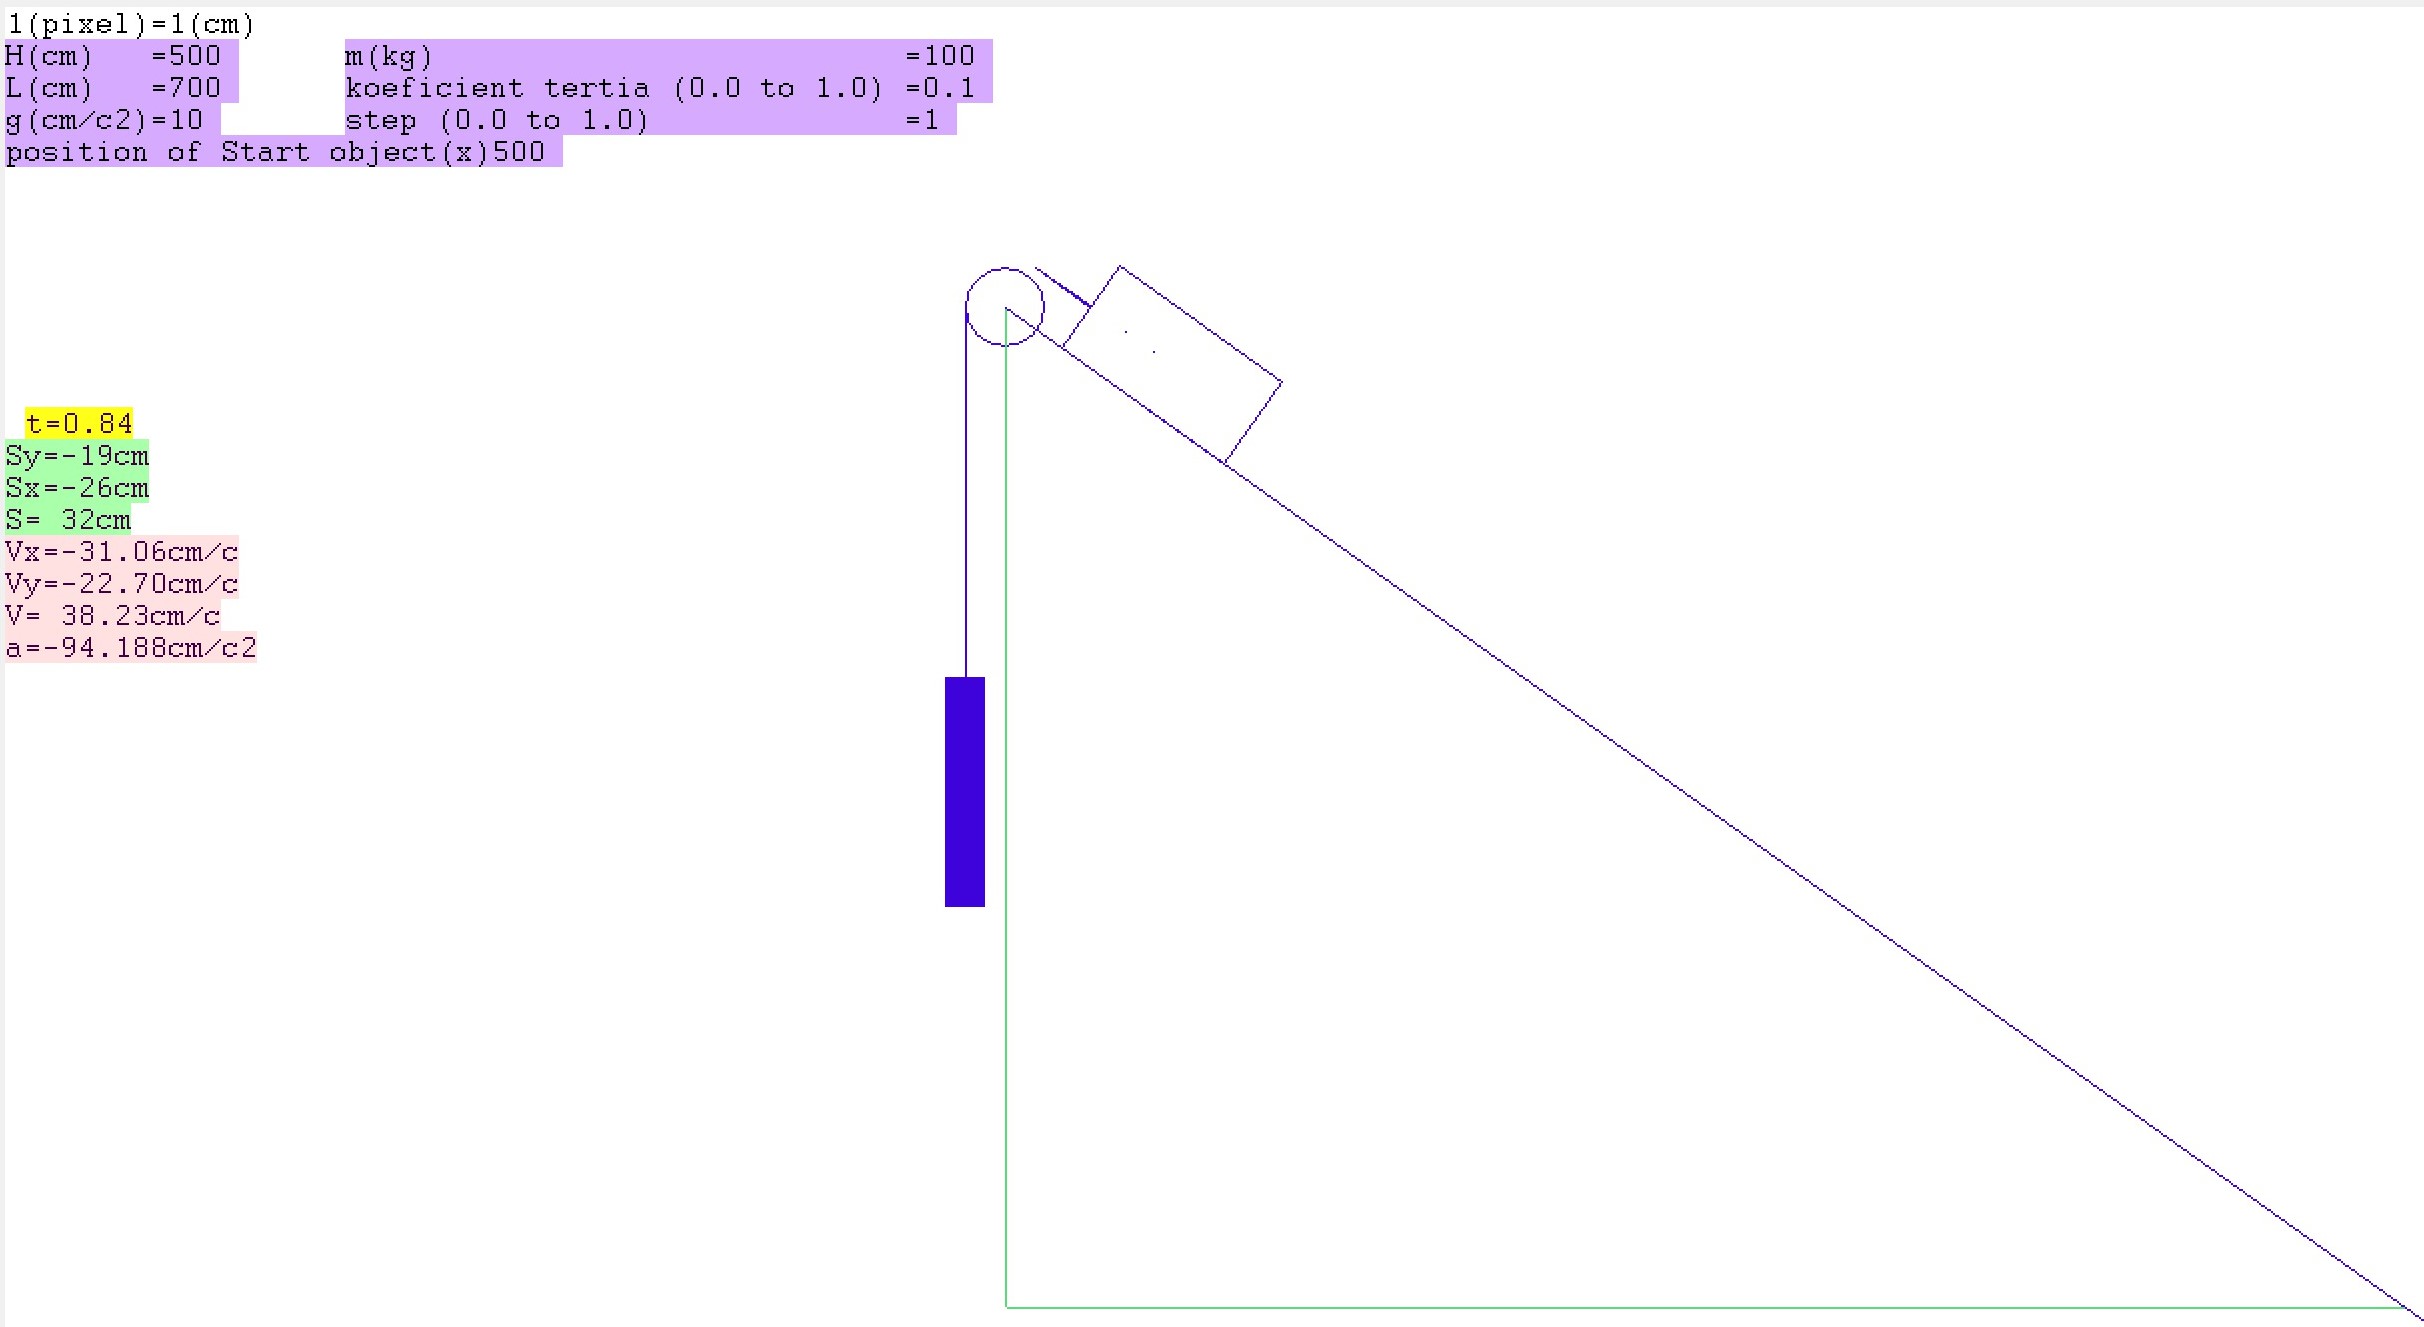 1(pixel)=1(cm)
H(cm)   =500       m(kg)                          =100
L(cm)   =700       koeficient tertia (0.0 to 1.0) =0.1
g(cm/c2)=10        step (0.0 to 1.0)              =1
position of Start object(x)500
t=0.84
Sy=-19cm
Sx=-26cm
S= 32cm
Vx=-31.06cm/c
Vy=-22.70cm/c
V= 38.23cm/c
a=-94.188cm/c2